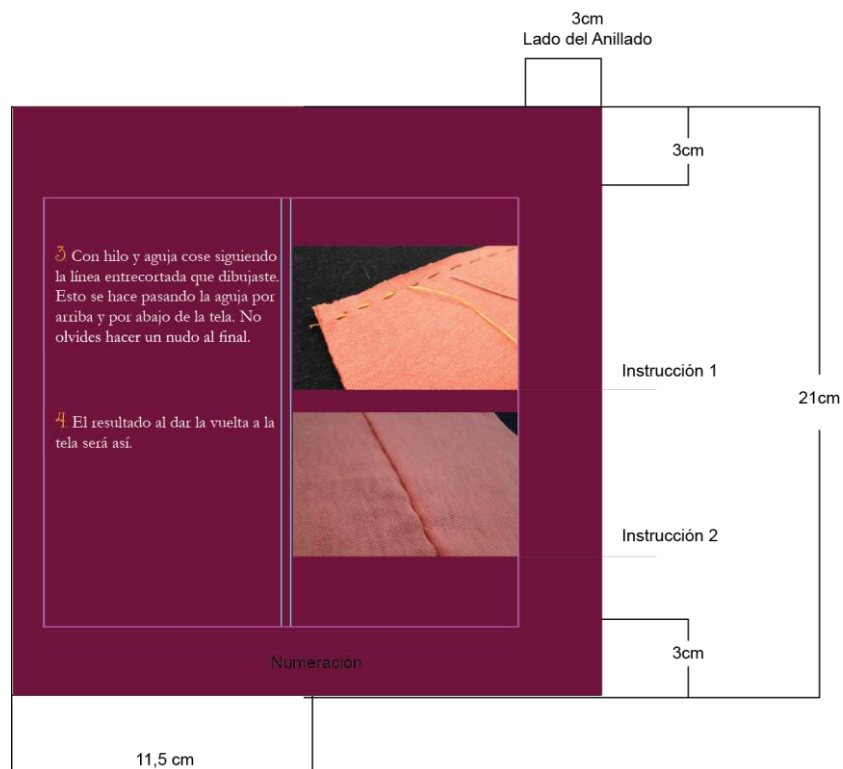 3cm
Lado del Anillado
3cm
3. Con hilo y aguja cose siguiendo
la línea entrecortada que dibujaste.
Esto se hace pasando la aguja por
arriba y por abajo de la tela. No
olvides hacer un nudo al final.
Instrucción 1
21cm
4. El resultado al dar la vuelta a la
tela será así.
Instrucción 2
3cm
Numeración
11,5 cm